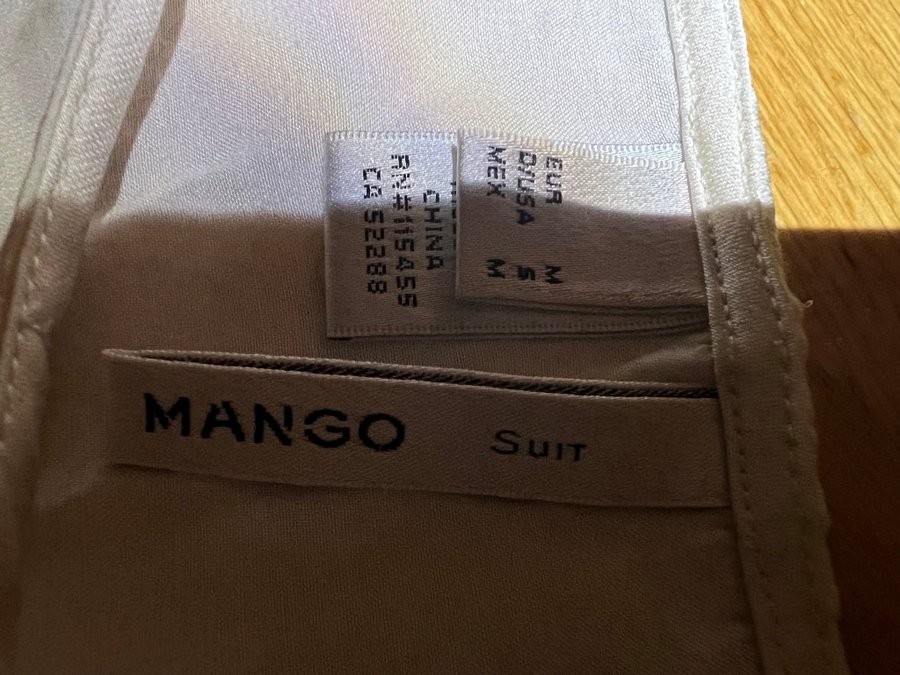 EUR M
D/USA S
MEX M
CHINA
RN#115455
CA 52288
MANGO Suit